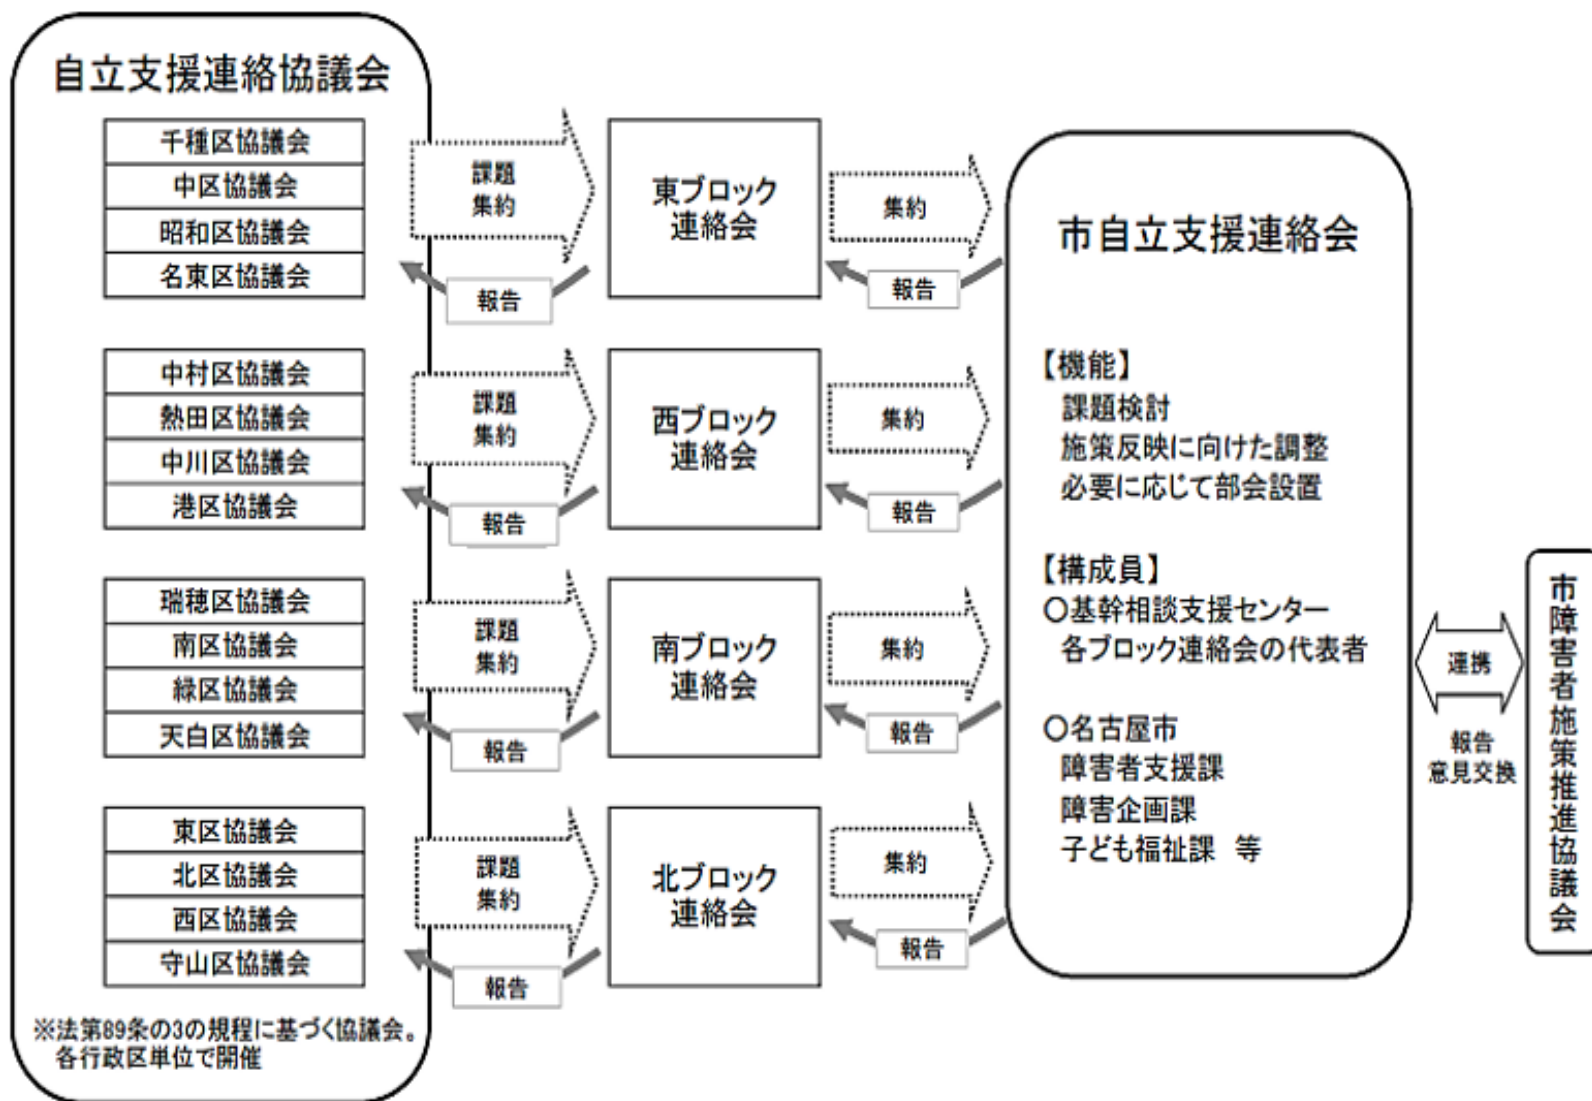 自立支援連絡協議会
千種区協議会
中区協議会
昭和区協議会
名東区協議会
課題
集約
報告
東ブロック
連絡会
集約
報告
中村区協議会
熱田区協議会
中川区協議会
港区協議会
課題
集約
報告
西ブロック
連絡会
集約
報告
瑞穂区協議会
南区協議会
緑区協議会
天白区協議会
課題
集約
報告
南ブロック
連絡会
集約
報告
東区協議会
北区協議会
西区協議会
守山区協議会
課題
集約
報告
北ブロック
連絡会
集約
報告
※法第89条の3の規程に基づく協議会。
各行政区単位で開催
市自立支援連絡会
【機能】
課題検討
施策反映に向けた調整
必要に応じて部会設置
【構成員】
○基幹相談支援センター
各ブロック連絡会の代表者
○名古屋市
障害者支援課
障害企画課
子ども福祉課 等
連携
報告
意見交換
市障害者施策推進協議会